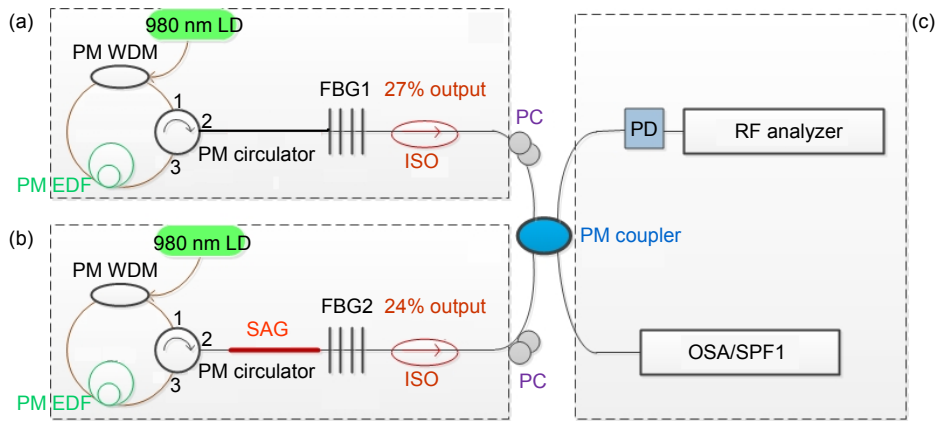 (a)
980 nm LD
PM WDM
1
2
3
PM circulator
PM EDF
FBG1
27% output
ISO
PC
(b)
980 nm LD
PM WDM
1
2
3
PM circulator
PM EDF
SAG
FBG2
24% output
ISO
PC
PM coupler
(c)
PD
RF analyzer
OSA/SPF1